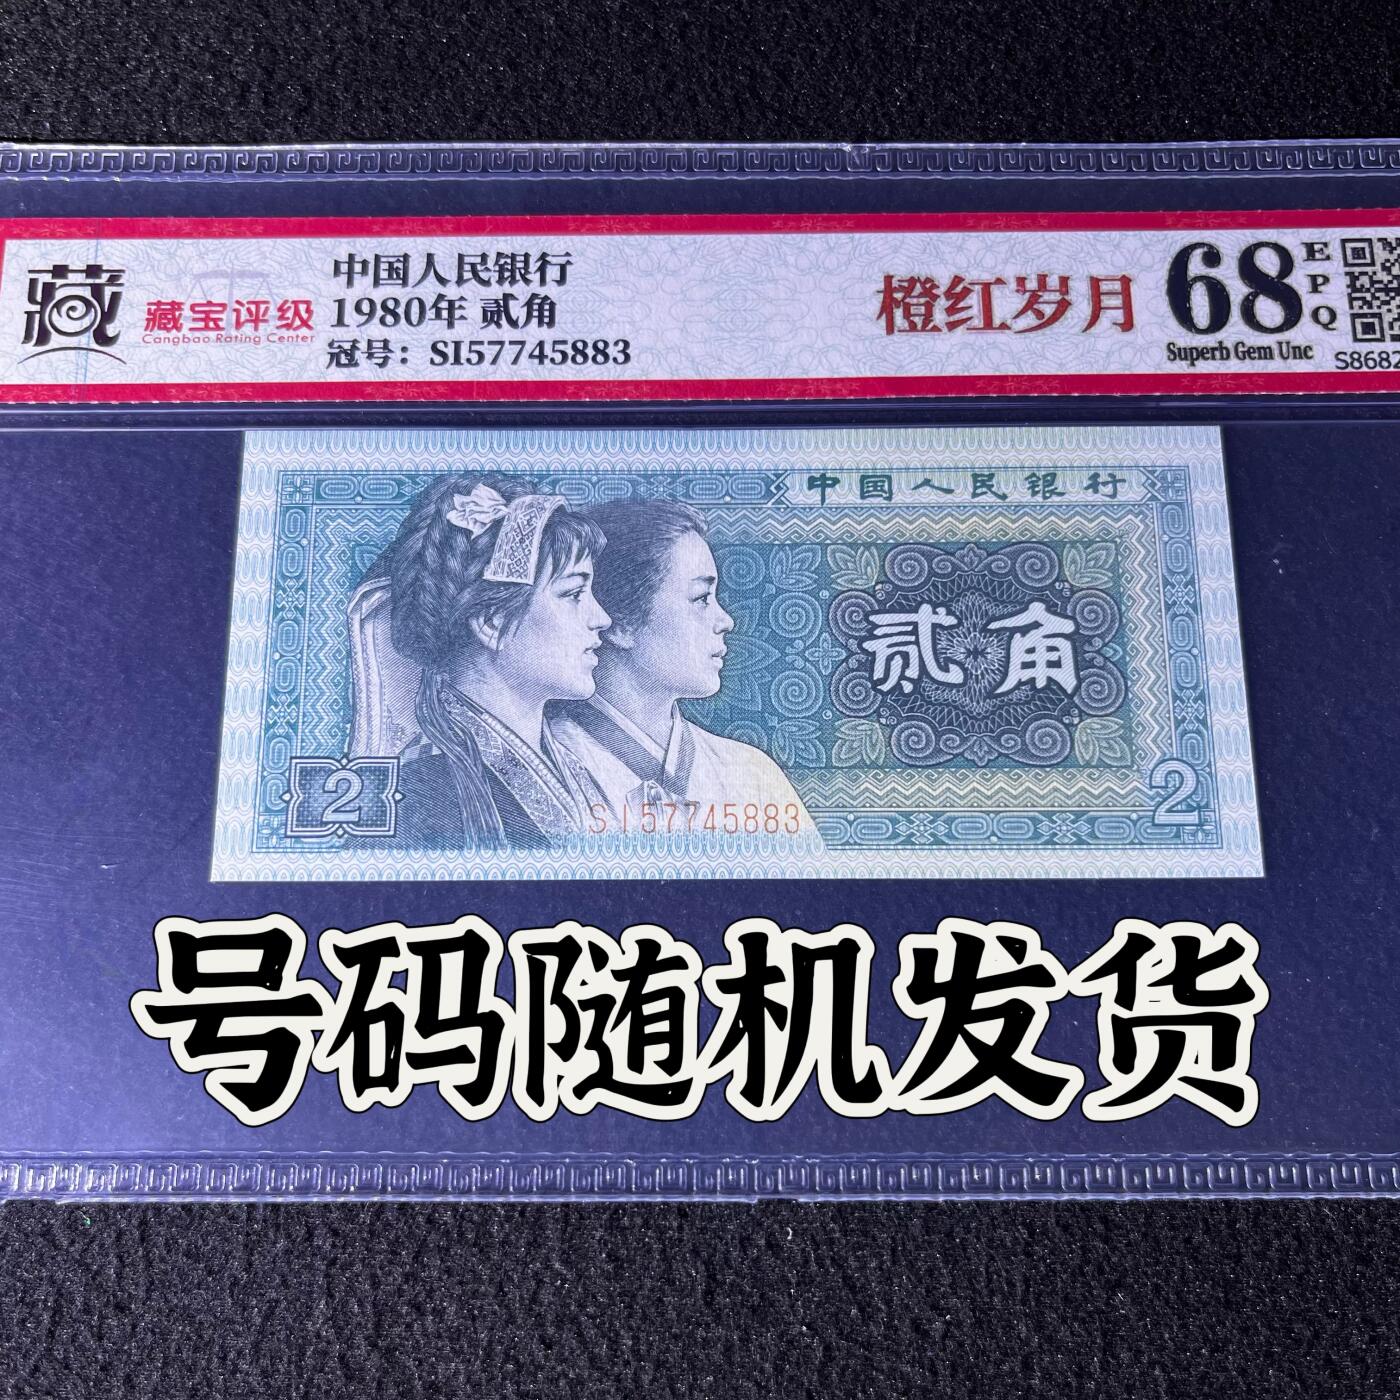 藏
藏宝评级
Cangbao Rating Center
中国人民银行
1980年 贰角
冠号：SI57745883
橙红岁月
68
EPQ
Superb Gem Unc
S8682
中国人民银行
贰角
2
2
SI57745883
号码随机发货